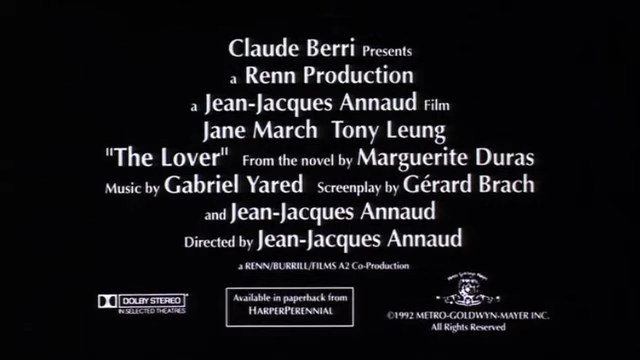 Claude Berri Presents
a Renn Production
a Jean-Jacques Annaud Film
Jane March Tony Leung
"The Lover" From the novel by Marguerite Duras
Music by Gabriel Yared Screenplay by Gérard Brach
and Jean-Jacques Annaud
Directed by Jean-Jacques Annaud
a RENN/BURRILL/FILMS A2 Co-Production
DOLBY STEREO
IN SELECTED THEATRES
Available in paperback from
HARPERPERENNIAL
©1992 METRO-GOLDWYN-MAYER INC.
All Rights Reserved